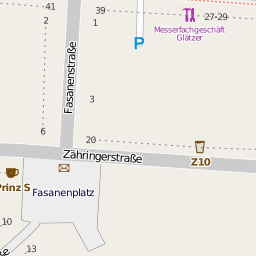 41
39
27-29
1
2
Messerfachgeschäft
Glätzer
P
Fasanenstraße
3
6
20
Zähringerstraße
Z10
Prinz S
Fasanenplatz
10
13